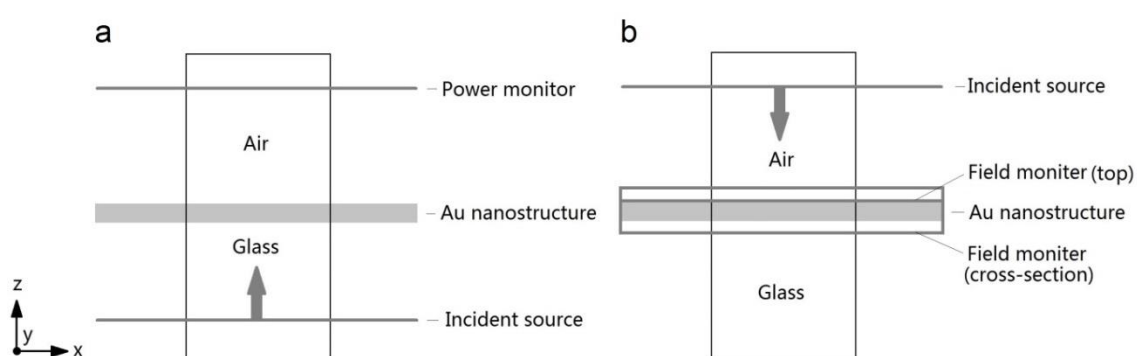 a
Power monitor
Air
Au nanostructure
Glass
Incident source
z
y
x
b
Incident source
Air
Field moniter (top)
Au nanostructure
Field moniter
(cross-section)
Glass